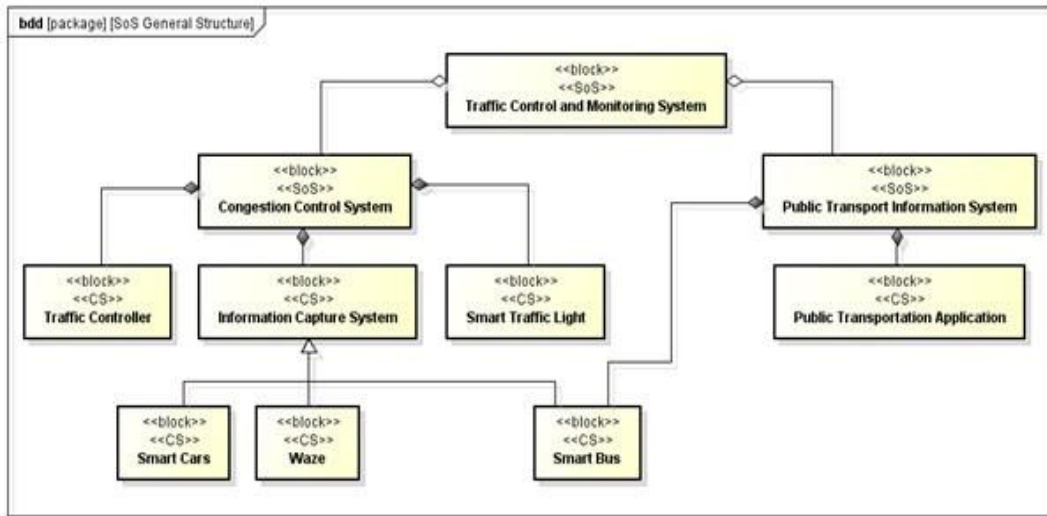 bdd [package] [SoS General Structure]
<<block>>
<<SoS>>
Traffic Control and Monitoring System
<<block>>
<<SoS>>
Congestion Control System
<<block>>
<<SoS>>
Public Transport Information System
<<block>>
<<CS>>
Traffic Controller
<<block>>
<<CS>>
Information Capture System
<<block>>
<<CS>>
Smart Traffic Light
<<block>>
<<CS>>
Public Transportation Application
<<block>>
<<CS>>
Smart Cars
<<block>>
<<CS>>
Waze
<<block>>
<<CS>>
Smart Bus